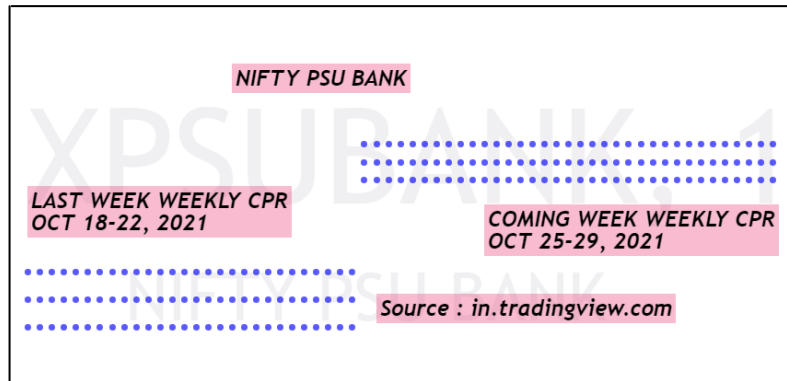 NIFTY PSU BANK
XPSUBANK, 1
LAST WEEK WEEKLY CPR
OCT 18-22, 2021
COMING WEEK WEEKLY CPR
OCT 25-29, 2021
NIFTY PSU BANK
Source : in.tradingview.com